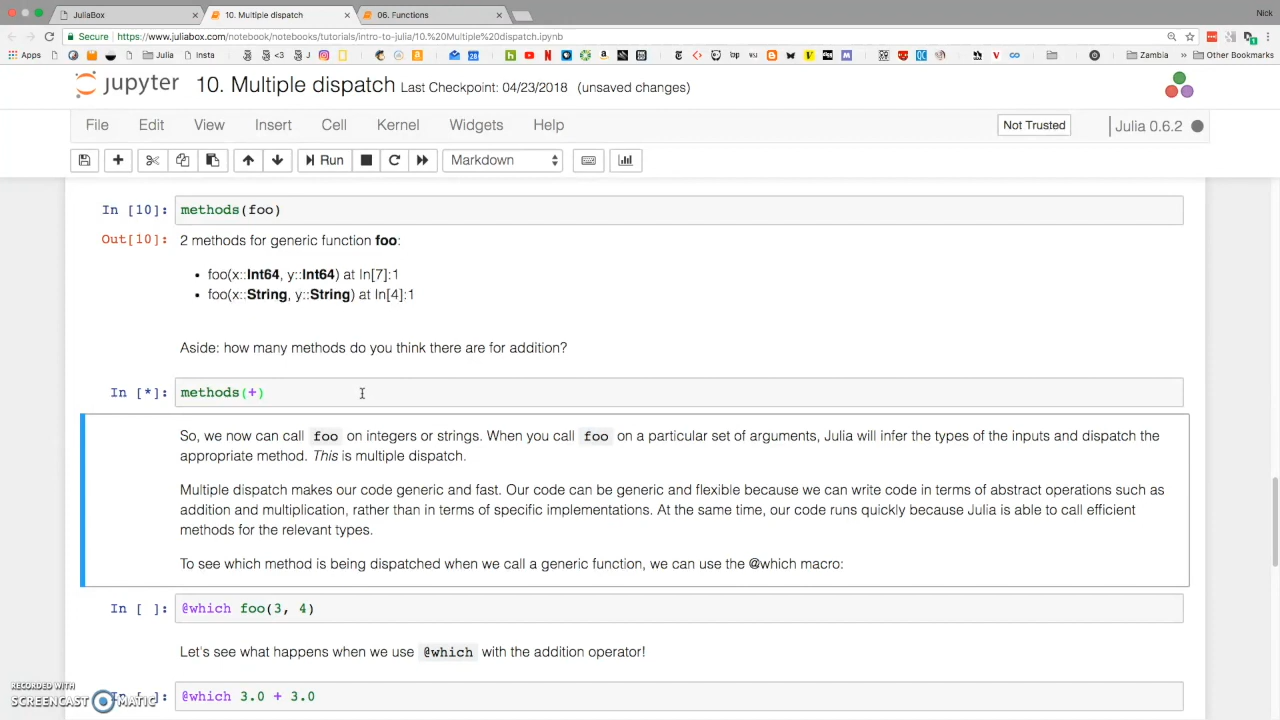 JuliaBox
10. Multiple dispatch
06. Functions
Nick
Secure https://www.juliabox.com/notebook/notebooks/tutorials/intro-to-julia/10.%20Multiple%20dispatch.ipynb
Apps
Julia
Insta
<3
J
Zambia
Other Bookmarks
jupyter 10. Multiple dispatch Last Checkpoint: 04/23/2018 (unsaved changes)
File Edit View Insert Cell Kernel Widgets Help
Not Trusted
Julia 0.6.2
Run
Markdown
In [10]: methods(foo)
Out[10]: 2 methods for generic function foo:
• foo(x::Int64, y::Int64) at In[7]:1
• foo(x::String, y::String) at In[4]:1
Aside: how many methods do you think there are for addition?
In [*]: methods(+)
So, we now can call foo on integers or strings. When you call foo on a particular set of arguments, Julia will infer the types of the inputs and dispatch the
appropriate method. This is multiple dispatch.
Multiple dispatch makes our code generic and fast. Our code can be generic and flexible because we can write code in terms of abstract operations such as
addition and multiplication, rather than in terms of specific implementations. At the same time, our code runs quickly because Julia is able to call efficient
methods for the relevant types.
To see which method is being dispatched when we call a generic function, we can use the @which macro:
In [ ]: @which foo(3, 4)
Let's see what happens when we use @which with the addition operator!
In [ ]: @which 3.0 + 3.0
RECORDED WITH
SCREENCAST MATIC